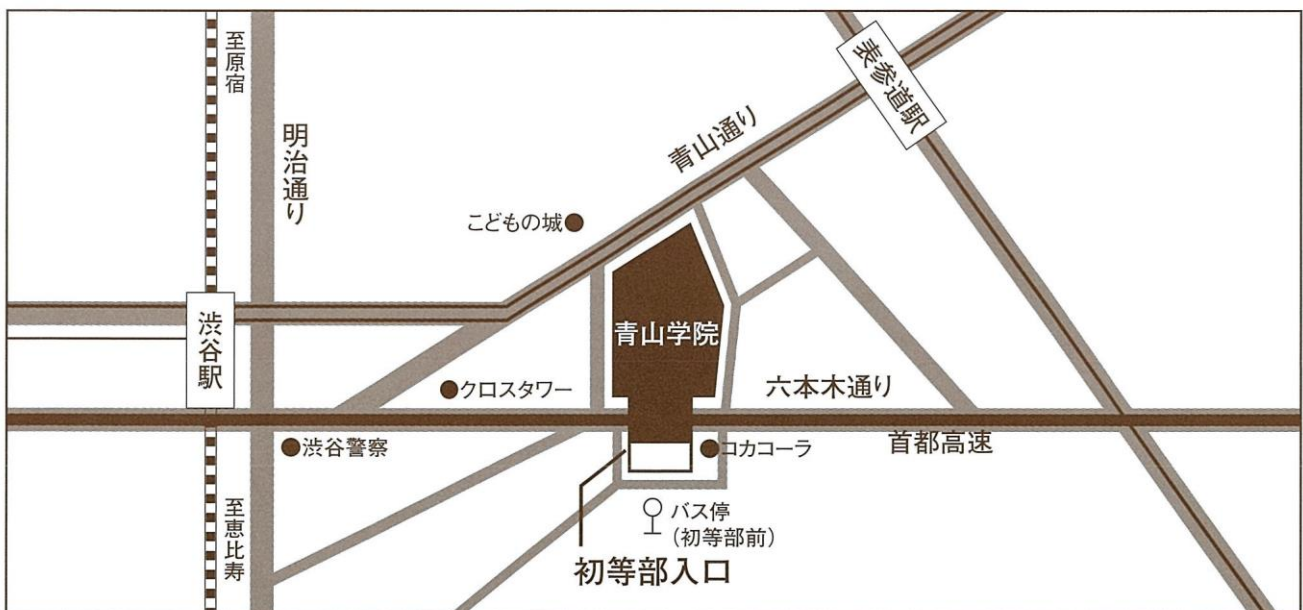 至原宿
明治通り
青山通り
表参道駅
こどもの城
渋谷駅
青山学院
クロスタワー
六本木通り
渋谷警察
コカコーラ
首都高速
バス停
(初等部前)
至恵比寿
初等部入口